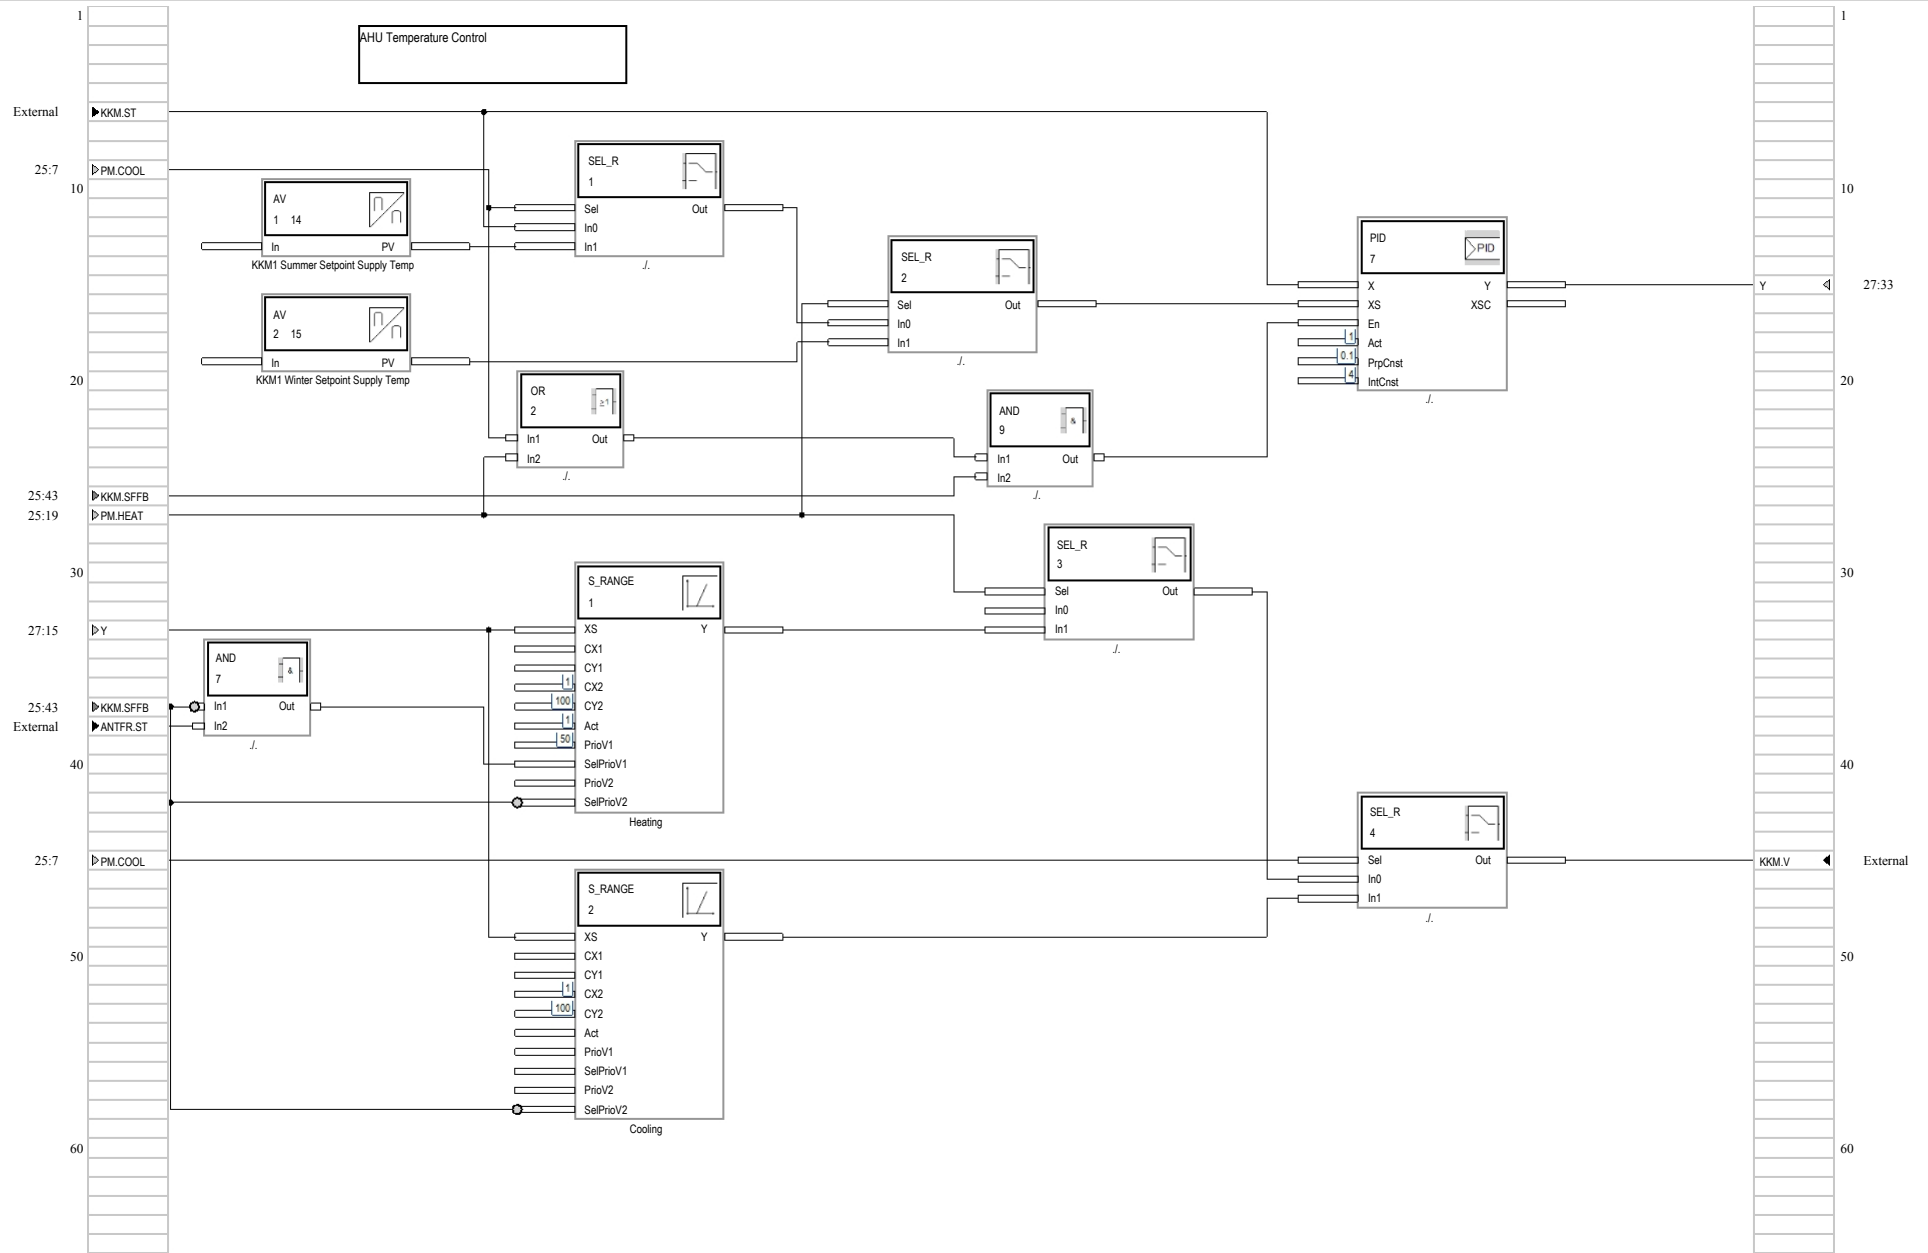 1
1
AHU Temperature Control
External
KKM.ST
25:7
PM.COOL
10
10
SEL_R
1
Sel
Out
In0
In1
./.
AV
1 14
In
PV
KKM1 Summer Setpoint Supply Temp
AV
2 15
In
PV
KKM1 Winter Setpoint Supply Temp
SEL_R
2
Sel
Out
In0
In1
./.
PID
7
PID
X
Y
XS
XSC
En
1
Act
0.1
PrpCnst
4
IntCnst
./.
Y
27:33
20
20
OR
2
≥1
In1
Out
In2
./.
AND
9
&
In1
Out
In2
./.
25:43
KKM.SFFB
25:19
PM.HEAT
30
30
SEL_R
3
Sel
Out
In0
In1
./.
27:15
Y
S_RANGE
1
XS
Y
CX1
CY1
1
CX2
100
CY2
1
Act
50
PrioV1
SelPrioV1
PrioV2
SelPrioV2
Heating
AND
7
&
In1
Out
In2
./.
25:43
KKM.SFFB
External
ANTFR.ST
40
40
25:7
PM.COOL
SEL_R
4
Sel
Out
In0
In1
./.
KKM.V
External
S_RANGE
2
XS
Y
CX1
CY1
1
CX2
100
CY2
Act
PrioV1
SelPrioV1
PrioV2
SelPrioV2
Cooling
50
50
60
60